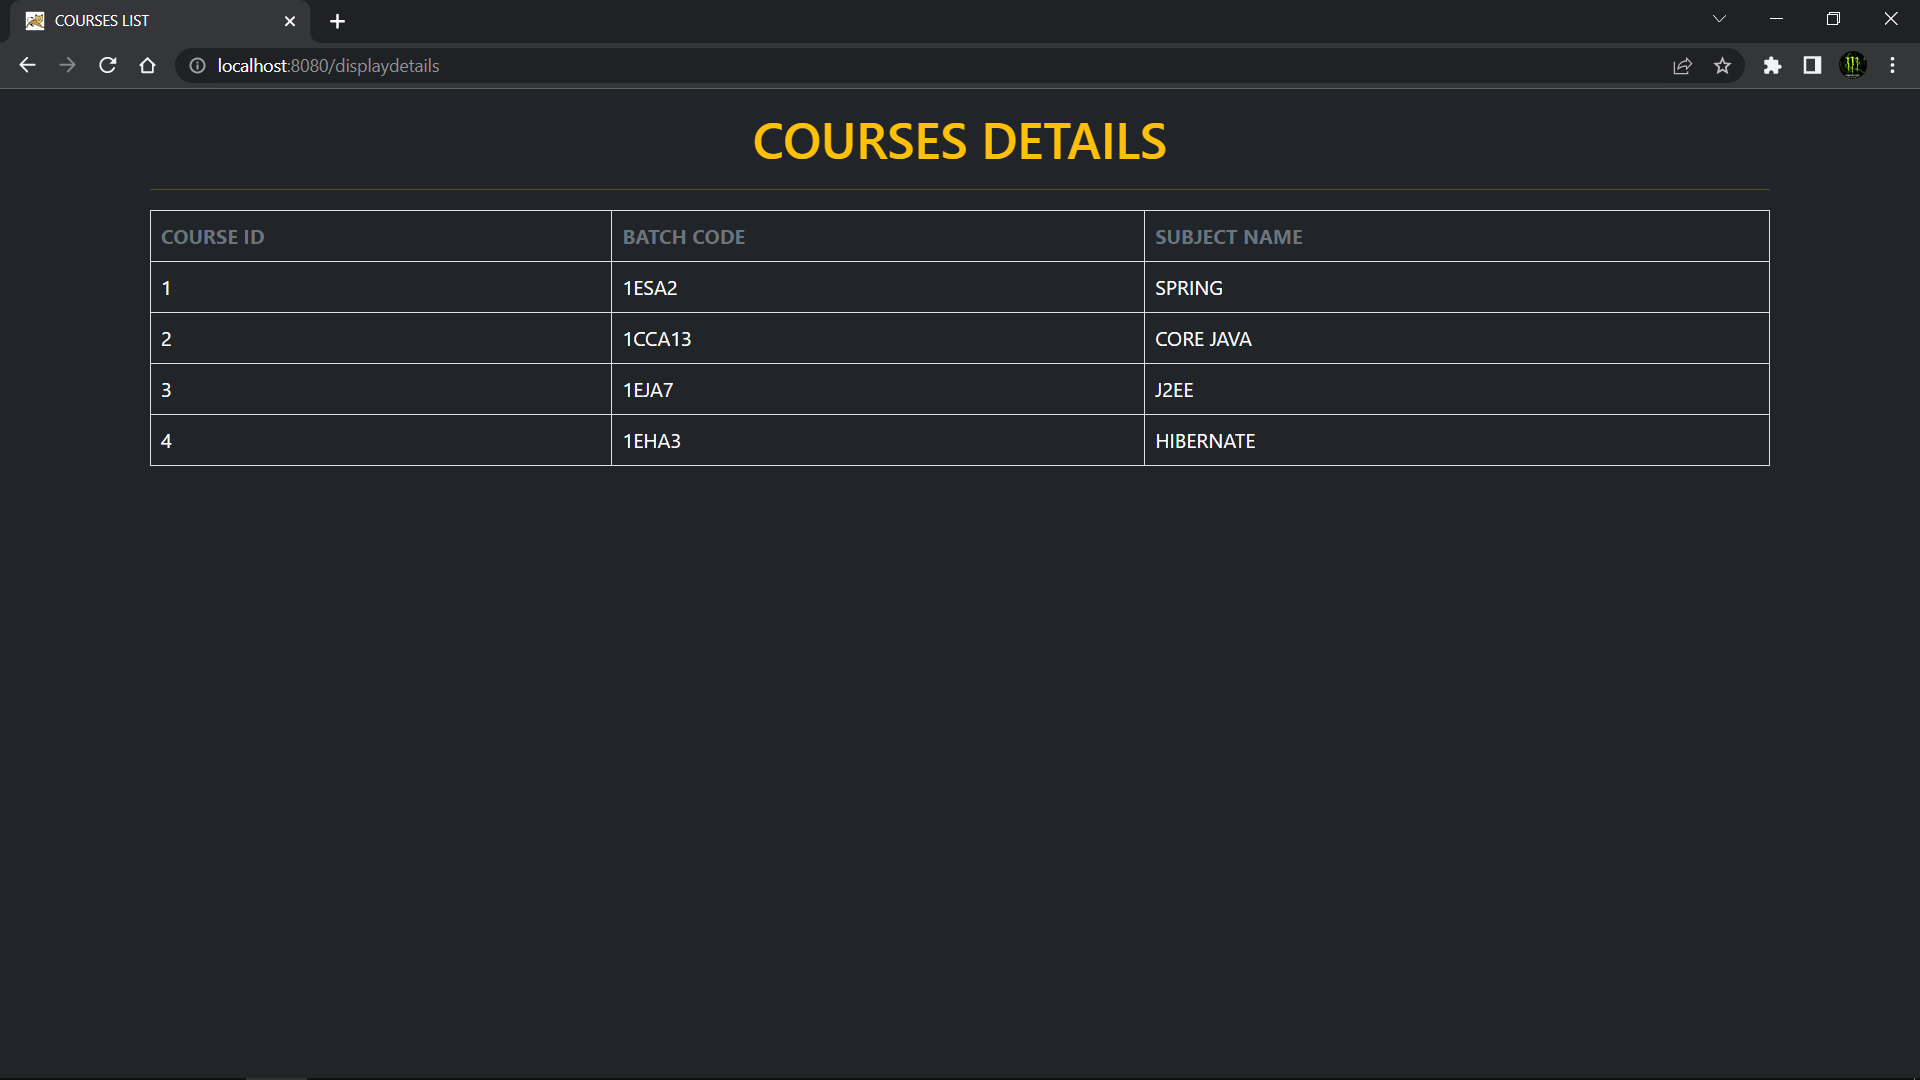 COURSES LIST
localhost:8080/displaydetails
COURSES DETAILS
COURSE ID BATCH CODE SUBJECT NAME
1 1ESA2 SPRING
2 1CCA13 CORE JAVA
3 1EJA7 J2EE
4 1EHA3 HIBERNATE